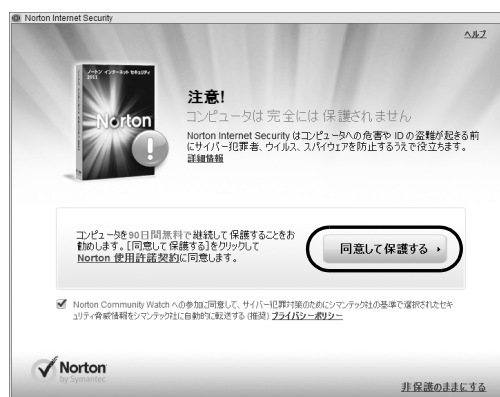 Norton Internet Security
ヘルプ
ノートン インターネット セキュリティ
2011
Norton
注意!
コンピュータは 完全には 保護されません
Norton Internet Security はコンピュータへの危害や ID の盗難が起きる前
にサイバー犯罪者、ウイルス、スパイウェアを防止するうえで役立ちます。
詳細情報
コンピュータを90日間無料で継続して保護することをお
勧めします。[同意して保護する]をクリックして
Norton 使用許諾契約に同意します。
同意して保護する
Norton Community Watch への参加に同意して、サイバー犯罪対策のためにシマンテック社の基準で選択されたセキ
ュリティ脅威情報をシマンテック社に自動的に転送する (推奨) プライバシーポリシー
Norton
by Symantec
非保護のままにする